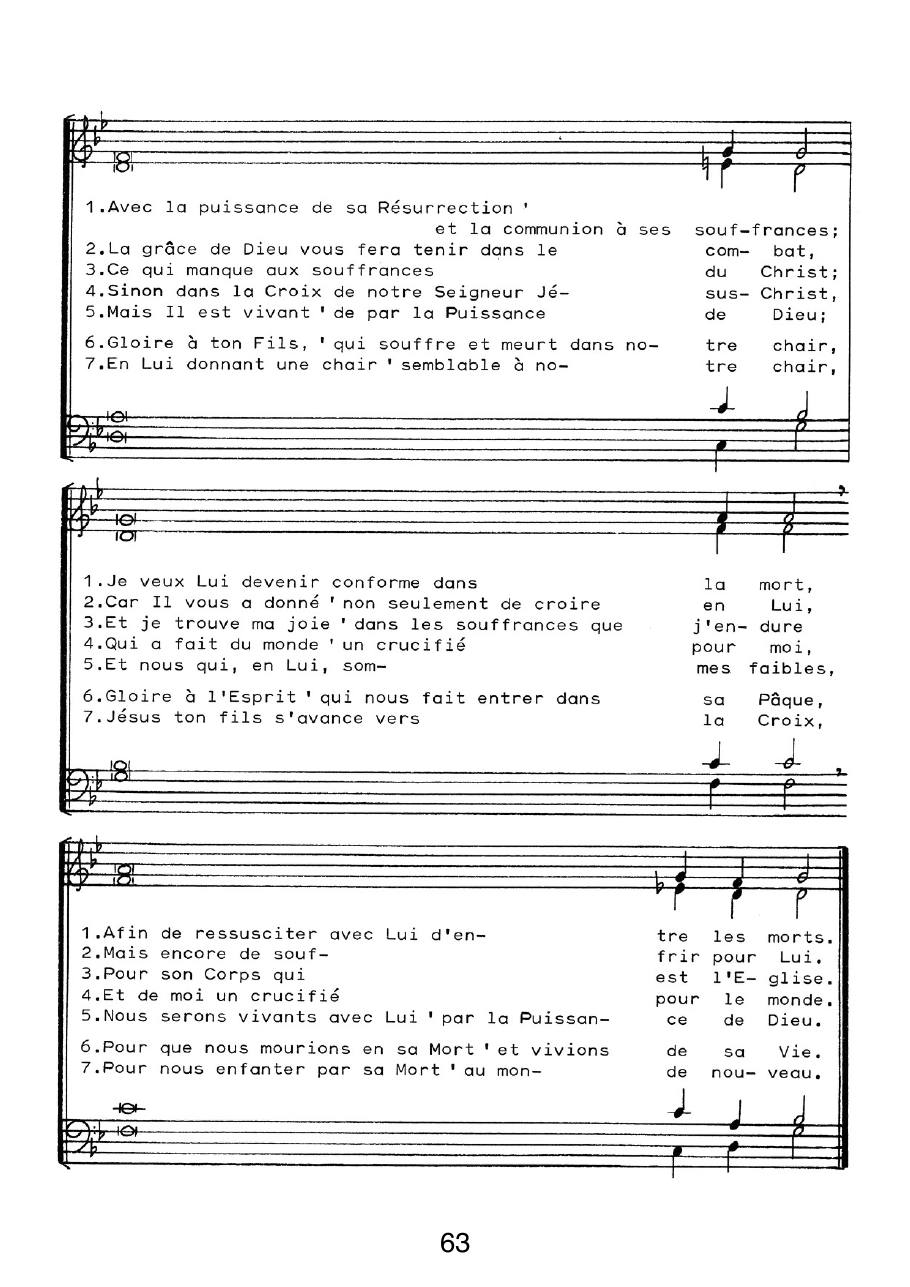 1.Avec la puissance de sa Résurrection '
et la communion à ses souf-frances;
2.La grâce de Dieu vous fera tenir dans le com- bat,
3.Ce qui manque aux souffrances du Christ;
4.Sinon dans la Croix de notre Seigneur Jé- sus- Christ,
5.Mais Il est vivant ' de par la Puissance de Dieu;
6.Gloire à ton Fils, ' qui souffre et meurt dans no- tre chair,
7.En Lui donnant une chair ' semblable à no- tre chair,
1.Je veux Lui devenir conforme dans la mort,
2.Car Il vous a donné ' non seulement de croire en Lui,
3.Et je trouve ma joie ' dans les souffrances que j'en- dure
4.Qui a fait du monde ' un crucifié pour moi,
5.Et nous qui, en Lui, som- mes faibles,
6.Gloire à l'Esprit ' qui nous fait entrer dans sa Pâque,
7.Jésus ton fils s'avance vers la Croix,
1.Afin de ressusciter avec Lui d'en- tre les morts.
2.Mais encore de souf- frir pour Lui.
3.Pour son Corps qui est l'E- glise.
4.Et de moi un crucifié pour le monde.
5.Nous serons vivants avec Lui ' par la Puissan- ce de Dieu.
6.Pour que nous mourions en sa Mort ' et vivions de sa Vie.
7.Pour nous enfanter par sa Mort ' au mon- de nou- veau.
63